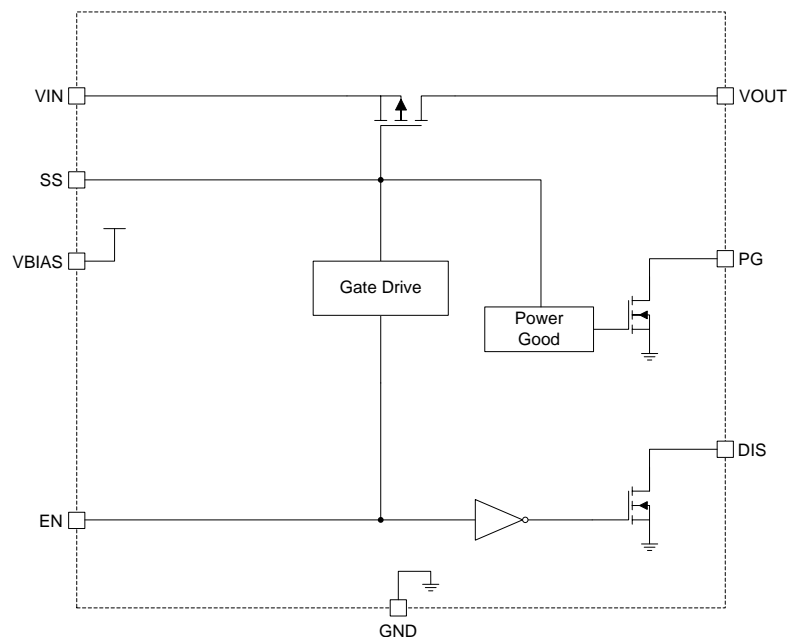 VIN
VOUT
SS
VBIAS
PG
Gate Drive
Power
Good
DIS
EN
GND